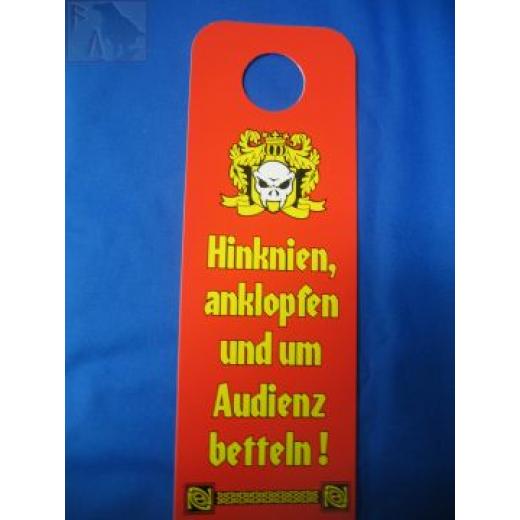 Hinknien,
anklopfen
und um
Audienz
betteln!